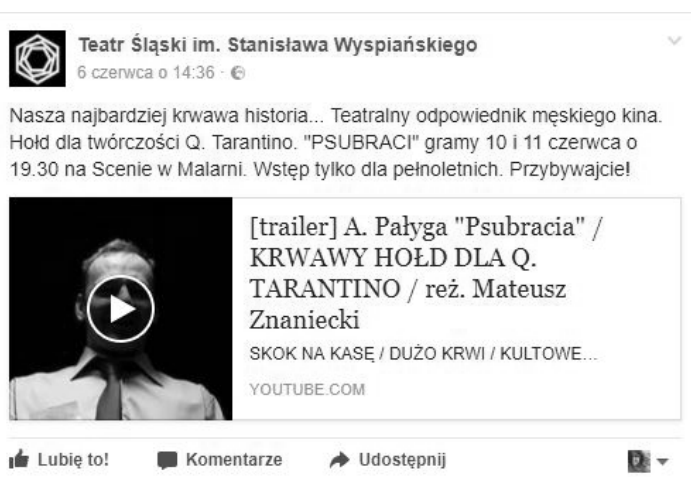 Teatr Śląski im. Stanisława Wyspiańskiego
6 czerwca o 14:36 ·
Nasza najbardziej krwawa historia... Teatralny odpowiednik męskiego kina.
Hołd dla twórczości Q. Tarantino. "PSUBRACI" gramy 10 i 11 czerwca o
19.30 na Scenie w Malarni. Wstęp tylko dla pełnoletnich. Przybywajcie!
[trailer] A. Pałyga "Psubracia" /
KRWAWY HOŁD DLA Q.
TARANTINO / reż. Mateusz
Znaniecki
SKOK NA KASĘ / DUŻO KRWI / KULTOWE...
YOUTUBE.COM
Lubię to! Komentarze Udostępnij